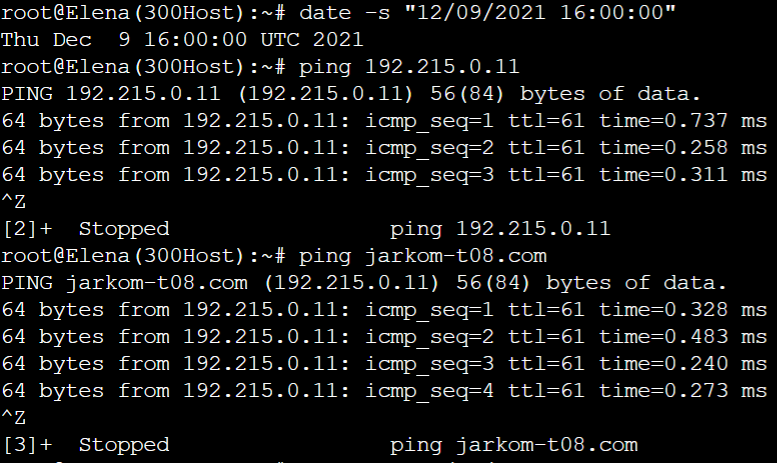 root@Elena(300Host):~# date -s "12/09/2021 16:00:00"
Thu Dec  9 16:00:00 UTC 2021
root@Elena(300Host):~# ping 192.215.0.11
PING 192.215.0.11 (192.215.0.11) 56(84) bytes of data.
64 bytes from 192.215.0.11: icmp_seq=1 ttl=61 time=0.737 ms
64 bytes from 192.215.0.11: icmp_seq=2 ttl=61 time=0.258 ms
64 bytes from 192.215.0.11: icmp_seq=3 ttl=61 time=0.311 ms
^Z
[2]+  Stopped                 ping 192.215.0.11
root@Elena(300Host):~# ping jarkom-t08.com
PING jarkom-t08.com (192.215.0.11) 56(84) bytes of data.
64 bytes from 192.215.0.11: icmp_seq=1 ttl=61 time=0.328 ms
64 bytes from 192.215.0.11: icmp_seq=2 ttl=61 time=0.483 ms
64 bytes from 192.215.0.11: icmp_seq=3 ttl=61 time=0.240 ms
64 bytes from 192.215.0.11: icmp_seq=4 ttl=61 time=0.273 ms
^Z
[3]+  Stopped                 ping jarkom-t08.com